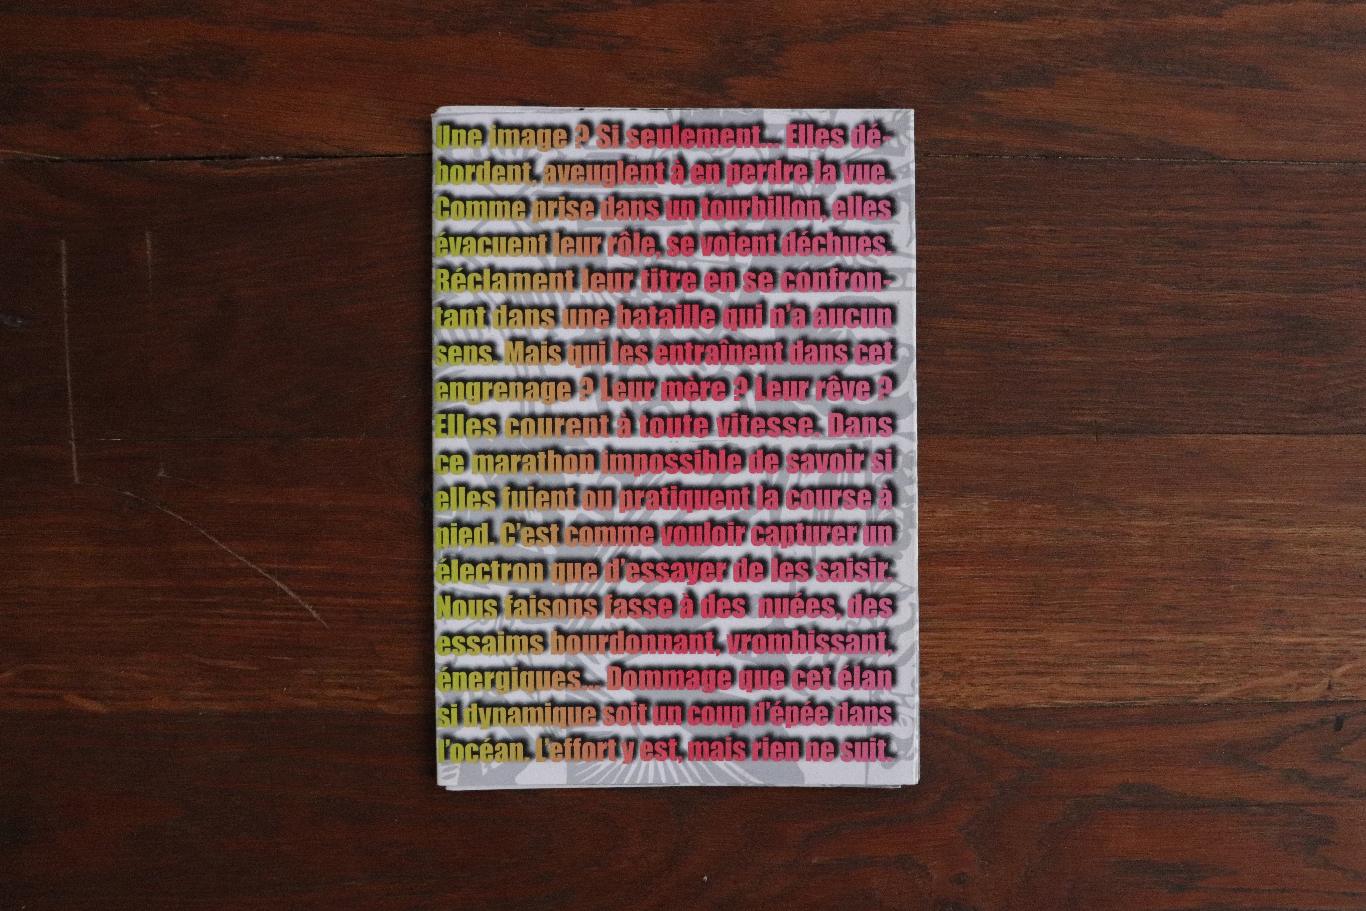 Une image ? Si seulement... Elles dé-
bordent, aveuglent à en perdre la vue.
Comme prise dans un tourbillon, elles
évacuent leur rôle, se voient déchues.
Réclament leur titre en se confron-
tant dans une bataille qui n'a aucun
sens. Mais qui les entraînent dans cet
engrenage ? Leur mère ? Leur rêve ?
Elles courent à toute vitesse. Dans
ce marathon impossible de savoir si
elles fuient ou pratiquent la course à
pied. C'est comme vouloir capturer un
électron que d'essayer de les saisir.
Nous faisons fasse à des  nuées, des
essaims bourdonnant, vrombissant,
énergiques... Dommage que cet élan
si dynamique soit un coup d'épée dans
l'océan. L'effort y est, mais rien ne suit.